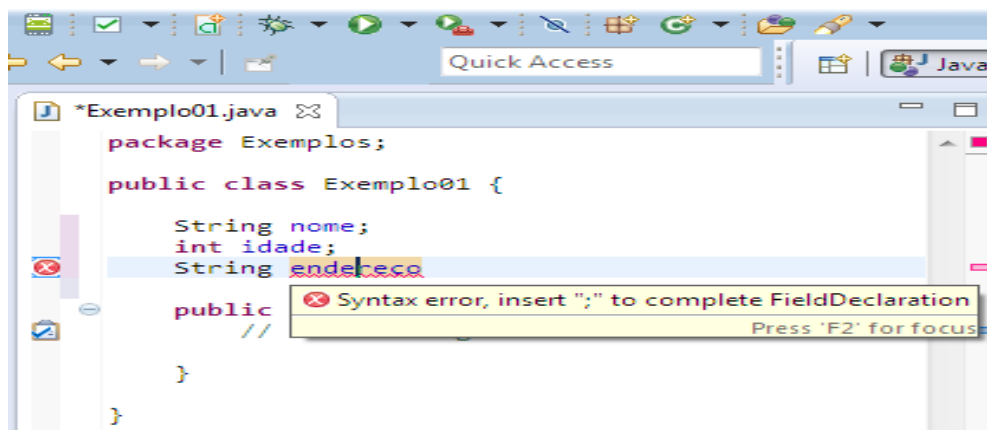 Quick Access
Java
*Exemplo01.java
package Exemplos;
public class Exemplo01 {
String nome;
int idade;
String endereco
Syntax error, insert ";" to complete FieldDeclaration
public
Press 'F2' for focus
//
}
}